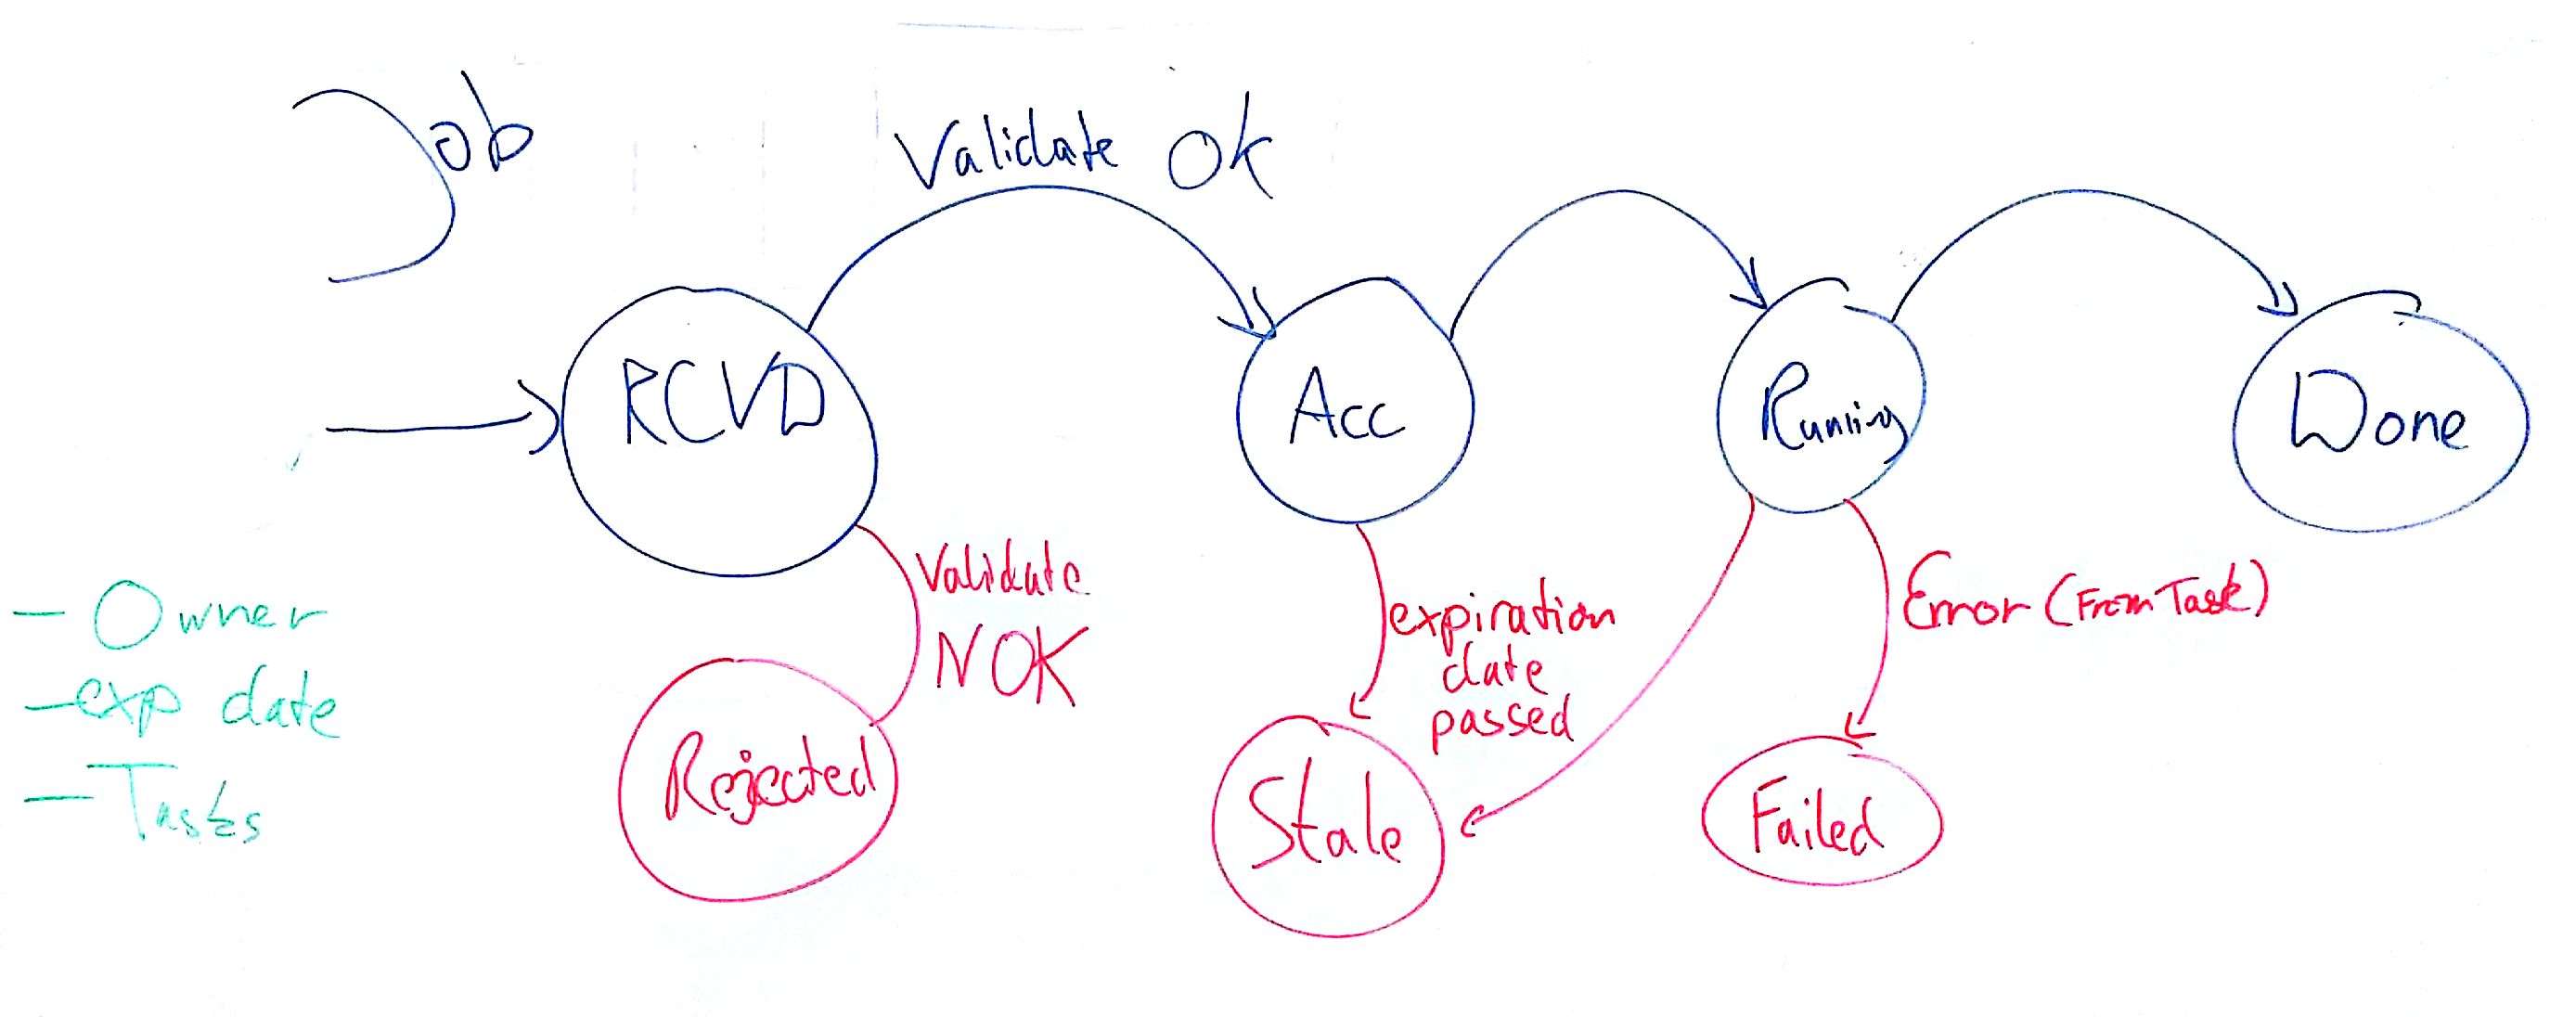 Job
Validate Ok
RCVD
Acc
Running
Done
Validate
NOK
expiration
date
passed
Error (From Task)
- Owner
- exp date
- Tasks
Rejected
Stale
Failed